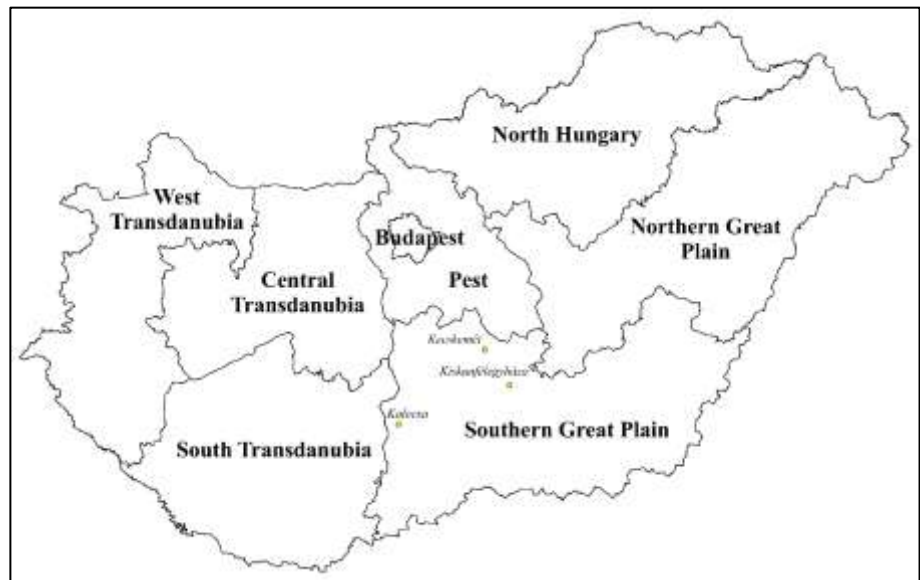 North Hungary
West
Transdanubia
Northern Great
Plain
Budapest
Central
Transdanubia
Pest
Kecskemét
Kiskunfélegyháza
Kalocsa
South Transdanubia
Southern Great Plain